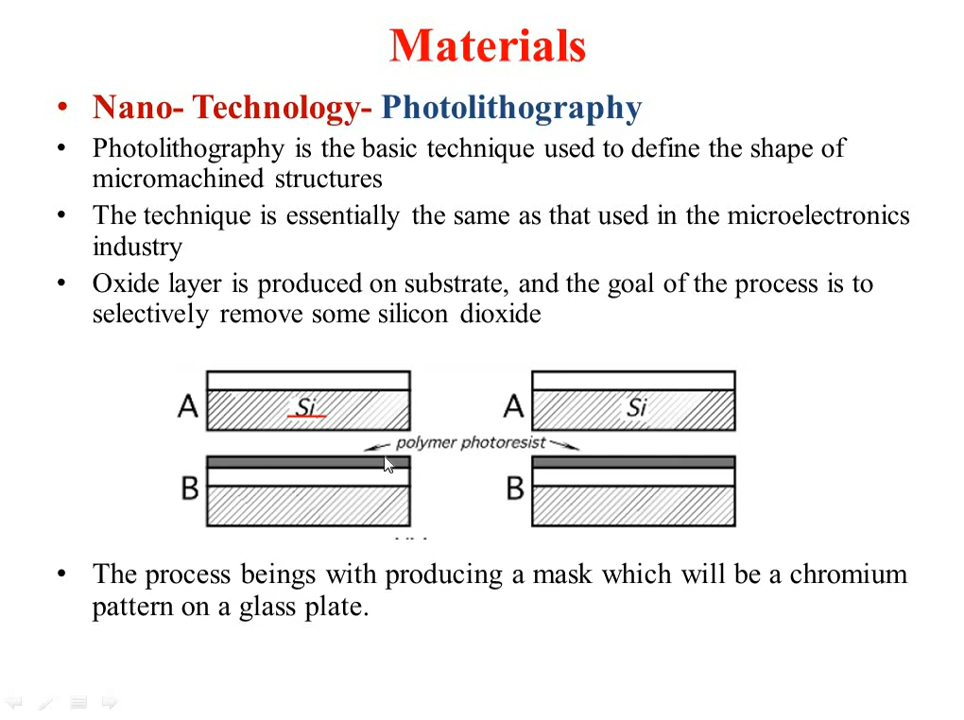 Materials
• Nano- Technology- Photolithography
• Photolithography is the basic technique used to define the shape of
micromachined structures
• The technique is essentially the same as that used in the microelectronics
industry
• Oxide layer is produced on substrate, and the goal of the process is to
selectively remove some silicon dioxide
A Si A Si
polymer photoresist
B B
• The process beings with producing a mask which will be a chromium
pattern on a glass plate.